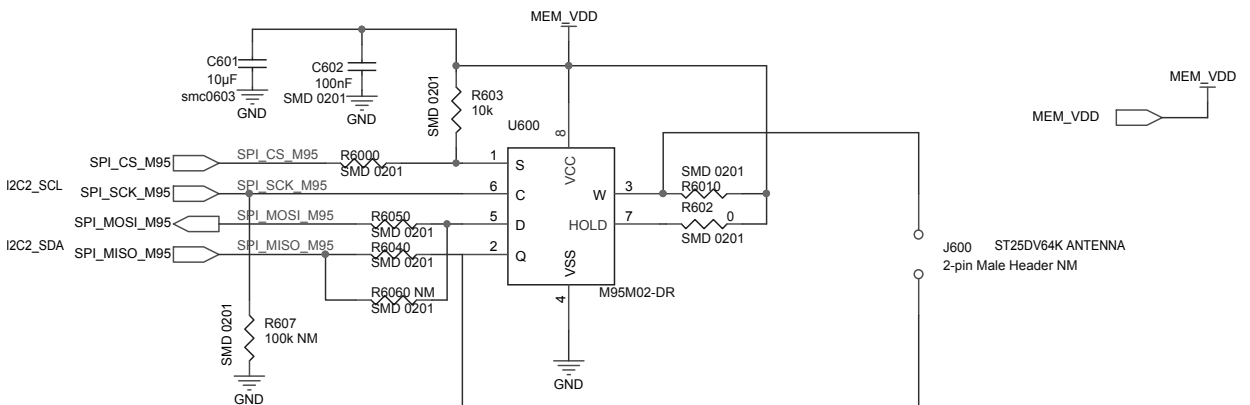 MEM_VDD
C601
10µF
smc0603
GND
C602
100nF
SMD 0201
GND
SMD 0201
R603
10k
U600
8
VCC
MEM_VDD
MEM_VDD
SPI_CS_M95
SPI_CS_M95
R6000
SMD 0201
1
S
I2C2_SCL
SPI_SCK_M95
SPI_SCK_M95
6
C
SPI_MOSI_M95
SPI_MOSI_M95
R6050
SMD 0201
5
D
I2C2_SDA
SPI_MISO_M95
SPI_MISO_M95
R6040
SMD 0201
2
Q
R6060 NM
SMD 0201
W
3
SMD 0201
R6010
HOLD
7
R602
0
SMD 0201
VSS
4
M95M02-DR
GND
J600 ST25DV64K ANTENNA
2-pin Male Header NM
SMD 0201
R607
100k NM
GND